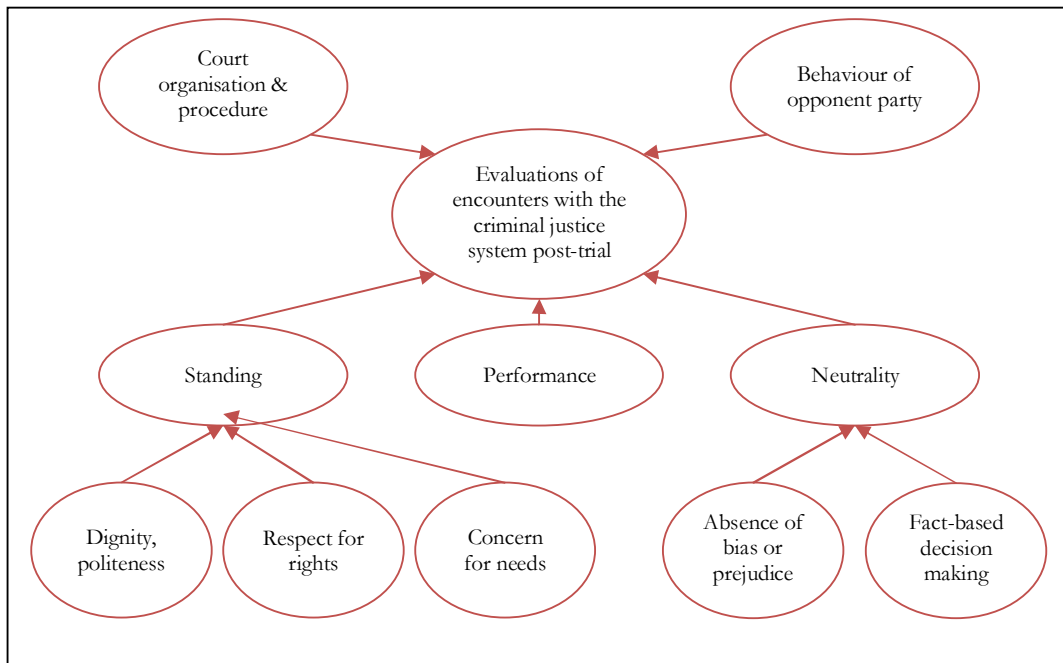 Court
organisation &
procedure
Behaviour of
opponent party
Evaluations of
encounters with the
criminal justice
system post-trial
Standing
Performance
Neutrality
Dignity,
politeness
Respect for
rights
Concern
for needs
Absence of
bias or
prejudice
Fact-based
decision
making